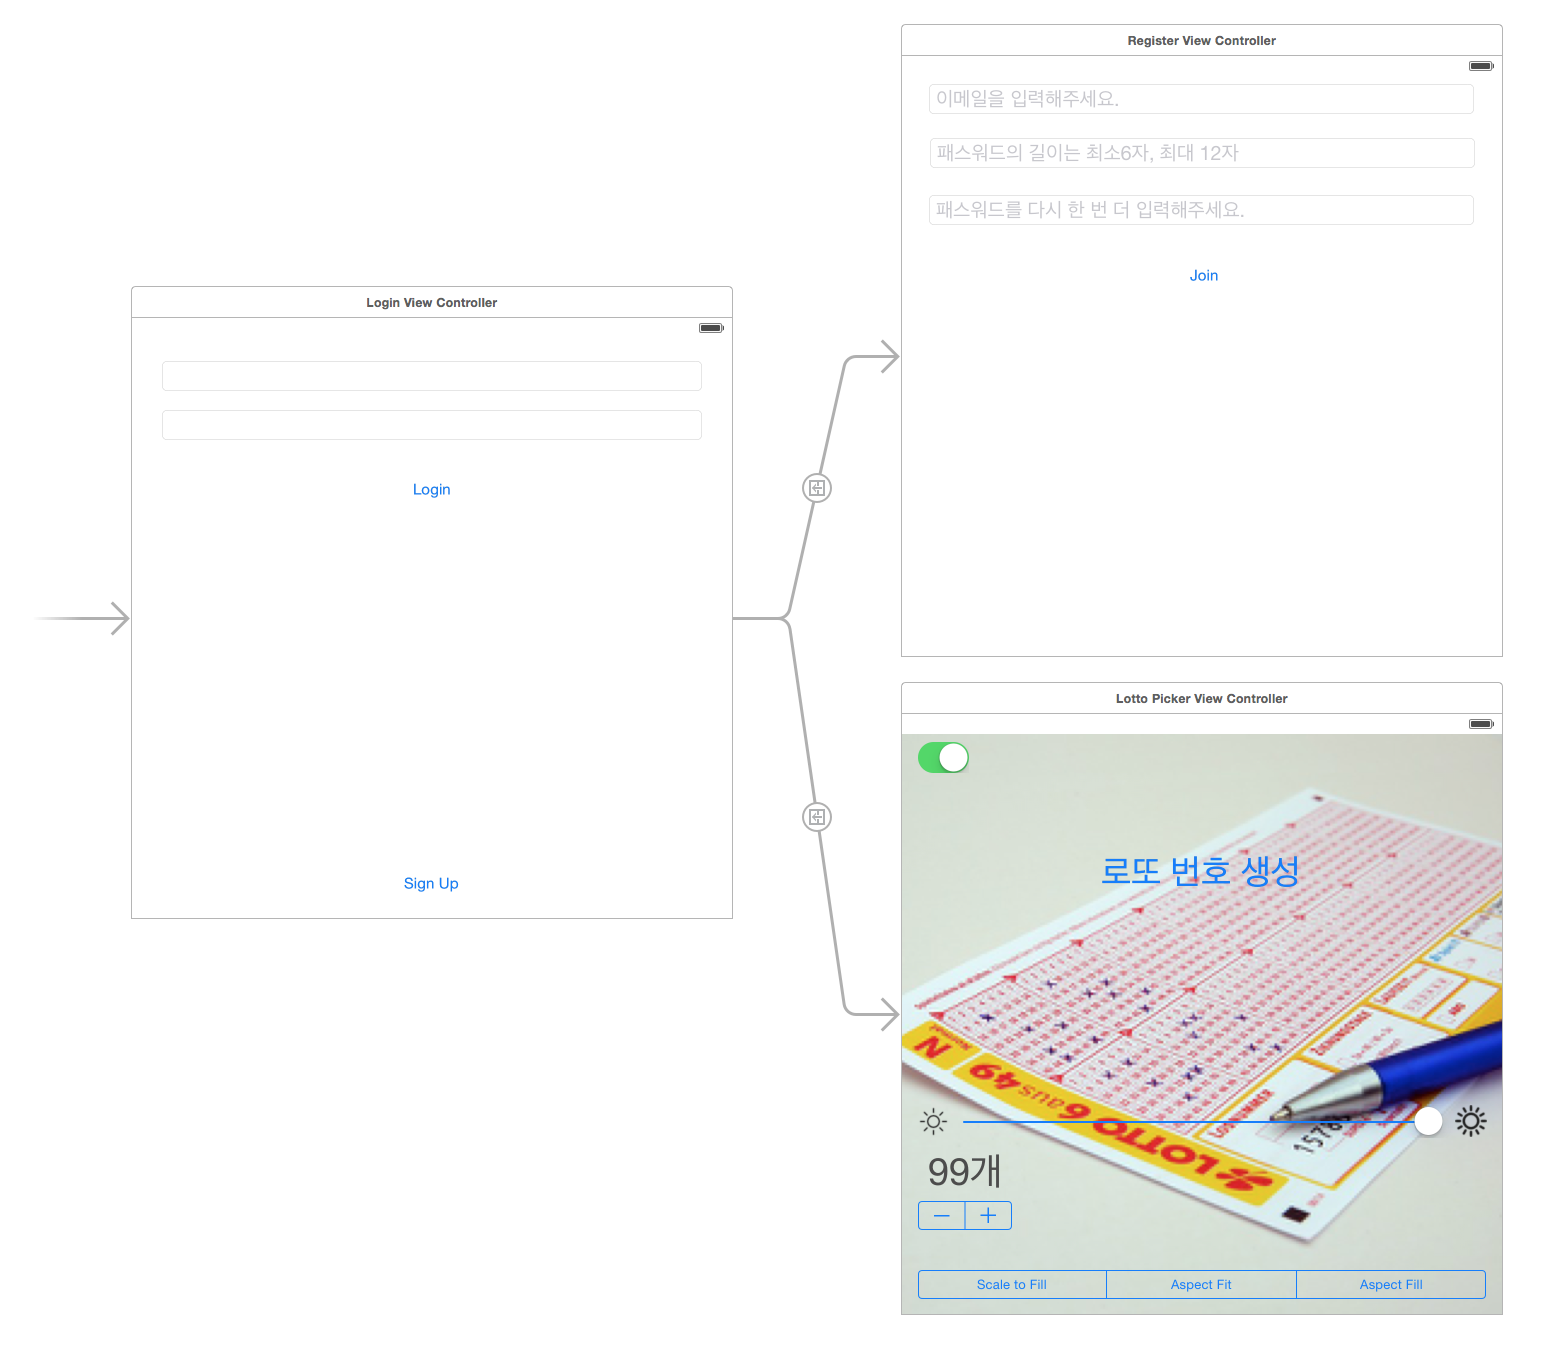 Register View Controller
이메일을 입력해주세요.
패스워드의 길이는 최소6자, 최대 12자
패스워드를 다시 한 번 더 입력해주세요.
Join
Login View Controller
Login
Sign Up
Lotto Picker View Controller
로또 번호 생성
N
Normal
LOTTO 6aus49
LOSNUMMER
99개
Scale to Fill
Aspect Fit
Aspect Fill